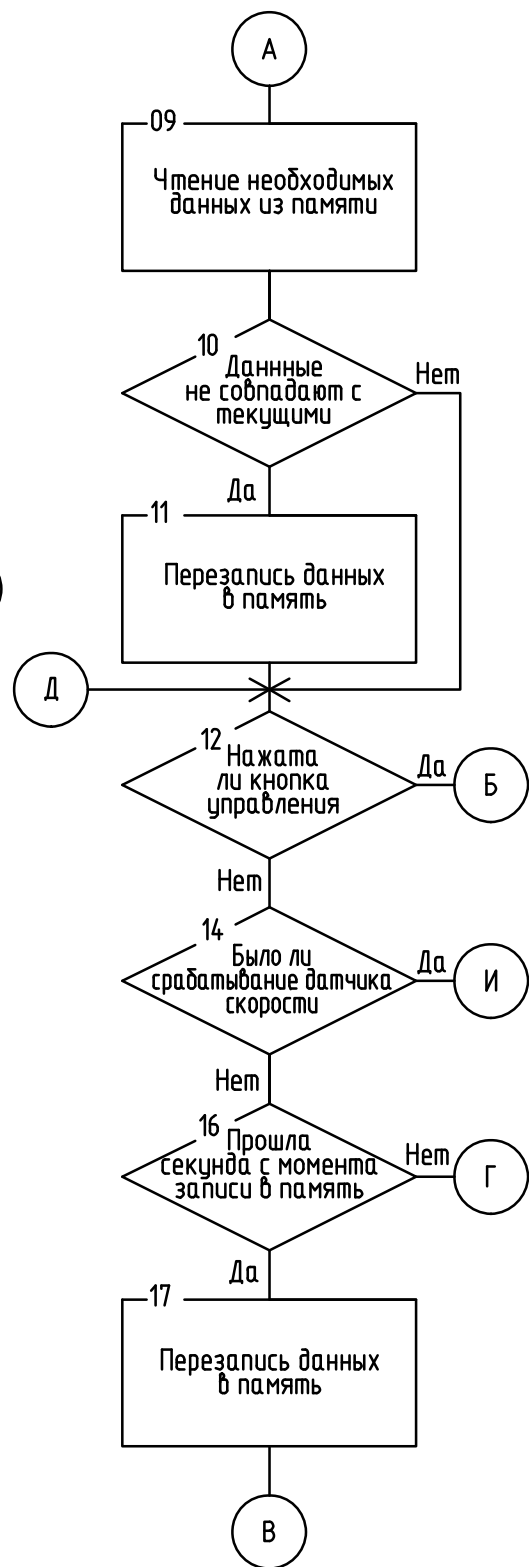 А
09
Чтение необходимых
данных из памяти
10
Даннные
не совпадают с
текущими
Нет
Да
11
Перезапись данных
в память
Д
12
Нажата
ли кнопка
управления
Да
Б
Нет
14
Было ли
срабатывание датчика
скорости
Да
И
Нет
16
Прошла
секунда с момента
записи в память
Нет
Г
Да
17
Перезапись данных
в память
В